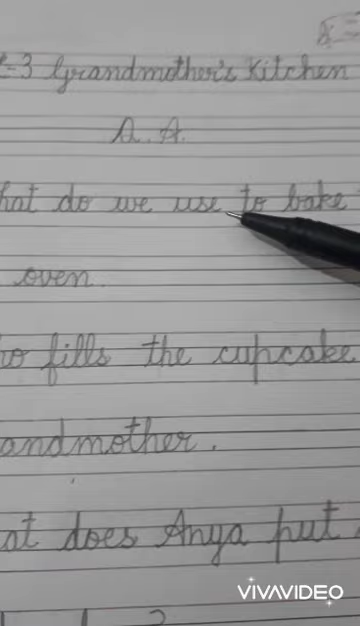 -3 Grandmother's Kitchen
Q. A.
hat do we use to bake
oven.
ho fills the cupcake
andmother.
at does Anya put
VIVAVIDEO